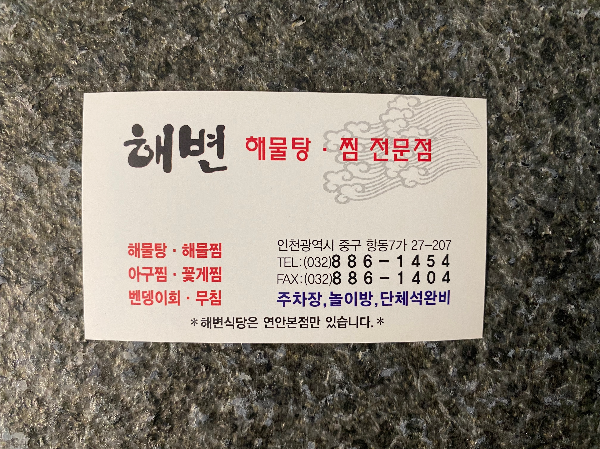 해변 해물탕 · 찜 전문점
해물탕 · 해물찜
아구찜 · 꽃게찜
벤뎅이회 · 무침
인천광역시 중구 항동7가 27-207
TEL:(032)886-1454
FAX:(032)886-1404
주차장,놀이방,단체석완비
*해변식당은 연안본점만 있습니다.*